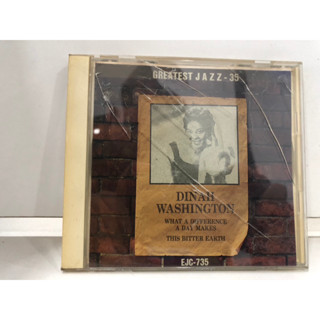 GREATEST JAZZ - 35
DINAH
WASHINGTON
WHAT A DIFFERENCE
A DAY MAKES
THIS BITTER EARTH
EJC-735